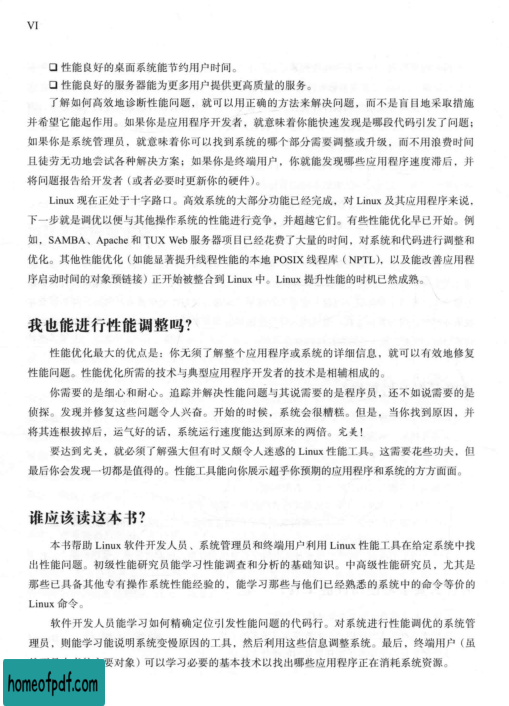 VI
❑ 性能良好的桌面系统能节约用户时间。
❑ 性能良好的服务器能为更多用户提供更高质量的服务。
了解如何高效地诊断性能问题，就可以用正确的方法来解决问题，而不是盲目地采取措施
并希望它能起作用。如果你是应用程序开发者，就意味着你能快速发现是哪段代码引发了问题；
如果你是系统管理员，就意味着你可以找到系统的哪个部分需要调整或升级，而不用浪费时间
且徒劳无功地尝试各种解决方案；如果你是终端用户，你就能发现哪些应用程序速度滞后，并
将问题报告给开发者（或者必要时更新你的硬件）。
Linux 现在正处于十字路口。高效系统的大部分功能已经完成，对 Linux 及其应用程序来说，
下一步就是调优以便与其他操作系统的性能进行竞争，并超越它们。有些性能优化早已开始。例
如，SAMBA、Apache 和 TUX Web 服务器项目已经花费了大量的时间，对系统和代码进行调整和
优化。其他性能优化（如能显著提升线程性能的本地 POSIX 线程库（NPTL），以及能改善应用程
序启动时间的对象预链接）正开始被整合到 Linux 中。Linux 提升性能的时机已然成熟。
我也能进行性能调整吗？
性能优化最大的优点是：你无须了解整个应用程序或系统的详细信息，就可以有效地修复
性能问题。性能优化所需的技术与典型应用程序开发者的技术是相辅相成的。
你需要的是细心和耐心。追踪并解决性能问题与其说需要的是程序员，还不如说需要的是
侦探。发现并修复这些问题令人兴奋。开始的时候，系统会很糟糕。但是，当你找到原因，并
将其连根拔掉后，运气好的话，系统运行速度能达到原来的两倍。完美！
要达到完美，就必须了解强大但有时又颇令人迷惑的 Linux 性能工具。这需要花些功夫，但
最后你会发现一切都是值得的。性能工具能向你展示超乎你预期的应用程序和系统的方方面面。
谁应该读这本书？
本书帮助 Linux 软件开发人员、系统管理员和终端用户利用 Linux 性能工具在给定系统中找
出性能问题。初级性能研究员能学习性能调查和分析的基础知识。中高级性能研究员，尤其是
那些已具备其他专有操作系统性能经验的，能学习那些与他们已经熟悉的系统中的命令等价的
Linux 命令。
软件开发人员能学习如何精确定位引发性能问题的代码行。对系统进行性能调优的系统管
理员，则能学习能说明系统变慢原因的工具，然后利用这些信息调整系统。最后，终端用户（虽
要对象）可以学习必要的基本技术以找出哪些应用程序正在消耗系统资源。
homeofpdf.com